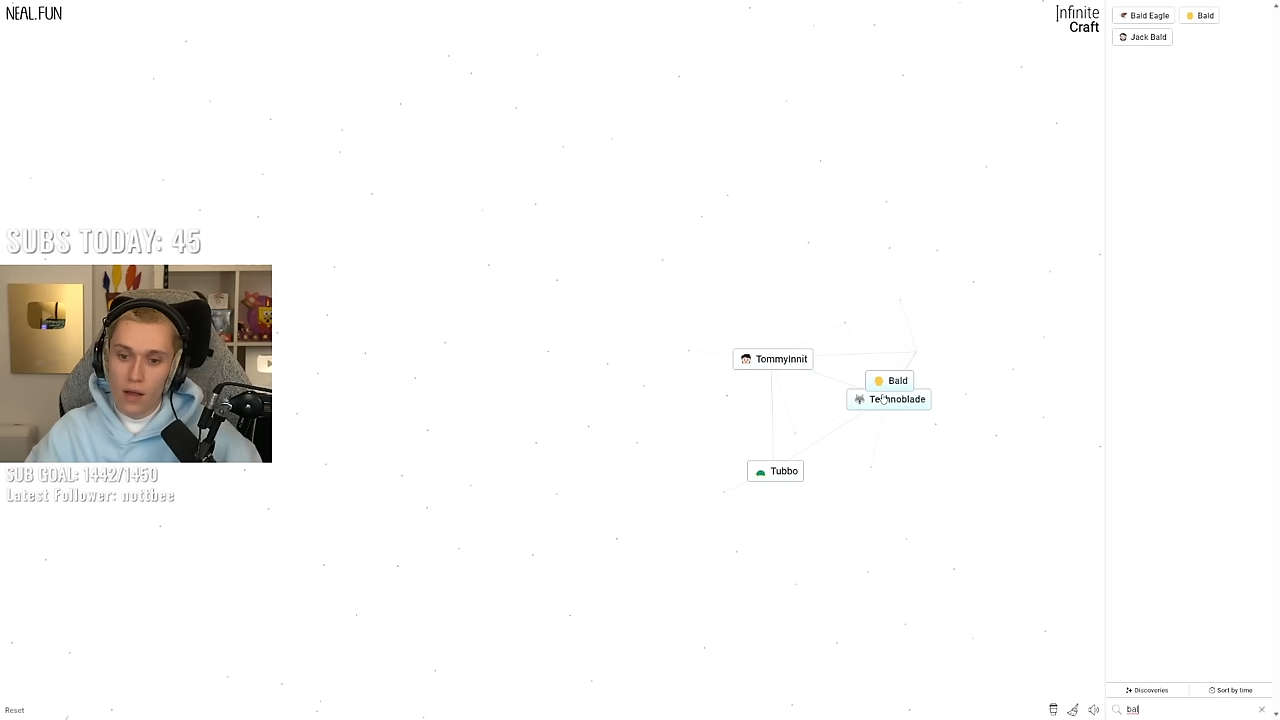 NEAL.FUN
Infinite
Craft
Bald Eagle
Bald
Jack Bald
SUBS TODAY: 45
TommyInnit
Bald
Technoblade
Tubbo
SUB GOAL: 1442/1450
Latest Follower: nottbee
Discoveries
Sort by time
Reset
bal